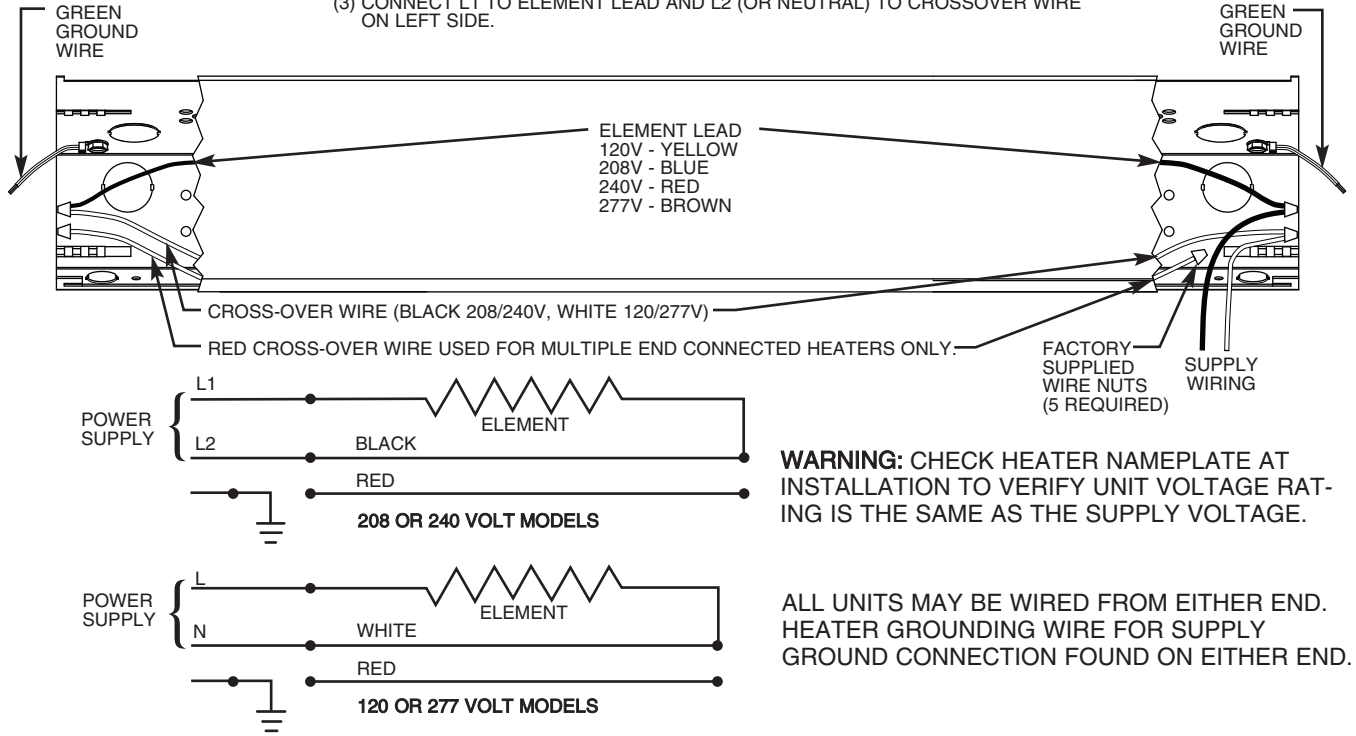 (3) CONNECT L1 TO ELEMENT LEAD AND L2 (OR NEUTRAL) TO CROSSOVER WIRE
ON LEFT SIDE.
GREEN
GROUND
WIRE
GREEN
GROUND
WIRE
ELEMENT LEAD
120V - YELLOW
208V - BLUE
240V - RED
277V - BROWN
CROSS-OVER WIRE (BLACK 208/240V, WHITE 120/277V)
RED CROSS-OVER WIRE USED FOR MULTIPLE END CONNECTED HEATERS ONLY.
FACTORY
SUPPLIED
WIRE NUTS
(5 REQUIRED)
SUPPLY
WIRING
POWER
SUPPLY
L1
ELEMENT
L2
BLACK
RED
208 OR 240 VOLT MODELS
WARNING: CHECK HEATER NAMEPLATE AT
INSTALLATION TO VERIFY UNIT VOLTAGE RAT-
ING IS THE SAME AS THE SUPPLY VOLTAGE.
POWER
SUPPLY
L
ELEMENT
N
WHITE
RED
120 OR 277 VOLT MODELS
ALL UNITS MAY BE WIRED FROM EITHER END.
HEATER GROUNDING WIRE FOR SUPPLY
GROUND CONNECTION FOUND ON EITHER END.